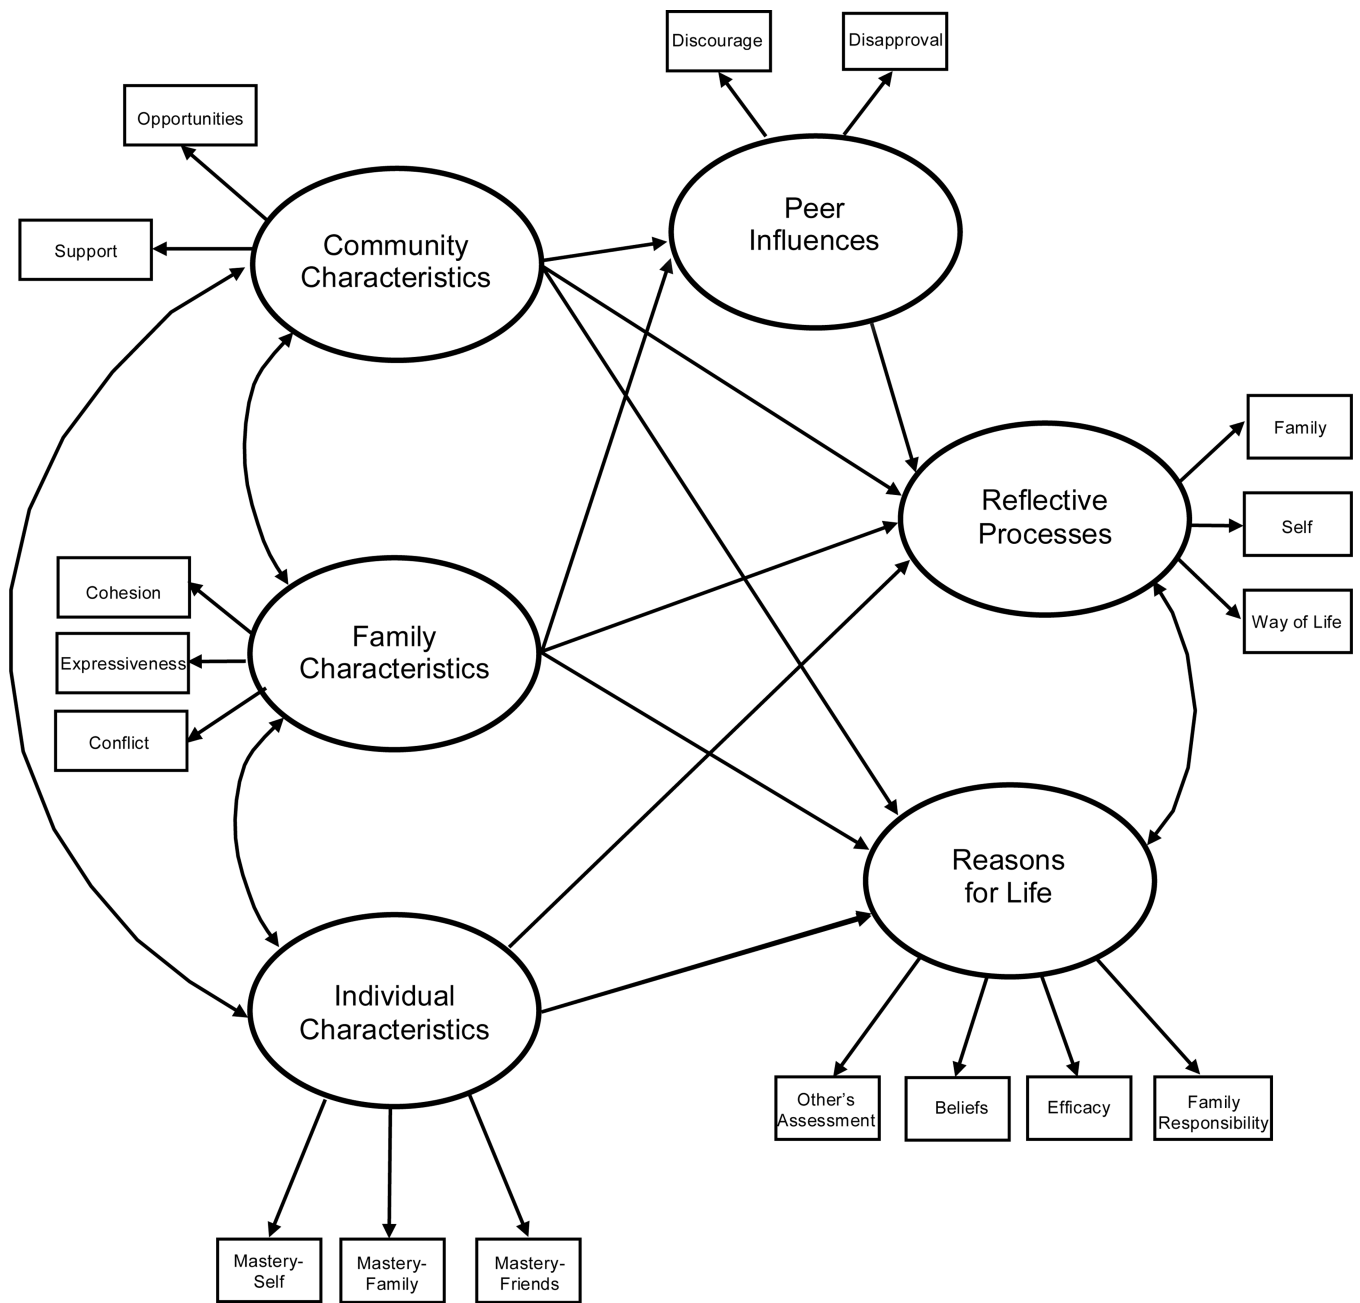 Discourage
Disapproval
Opportunities
Support
Community
Characteristics
Peer
Influences
Family
Self
Way of Life
Reflective
Processes
Cohesion
Expressiveness
Conflict
Family
Characteristics
Reasons
for Life
Individual
Characteristics
Other’s
Assessment
Beliefs
Efficacy
Family
Responsibility
Mastery-
Self
Mastery-
Family
Mastery-
Friends